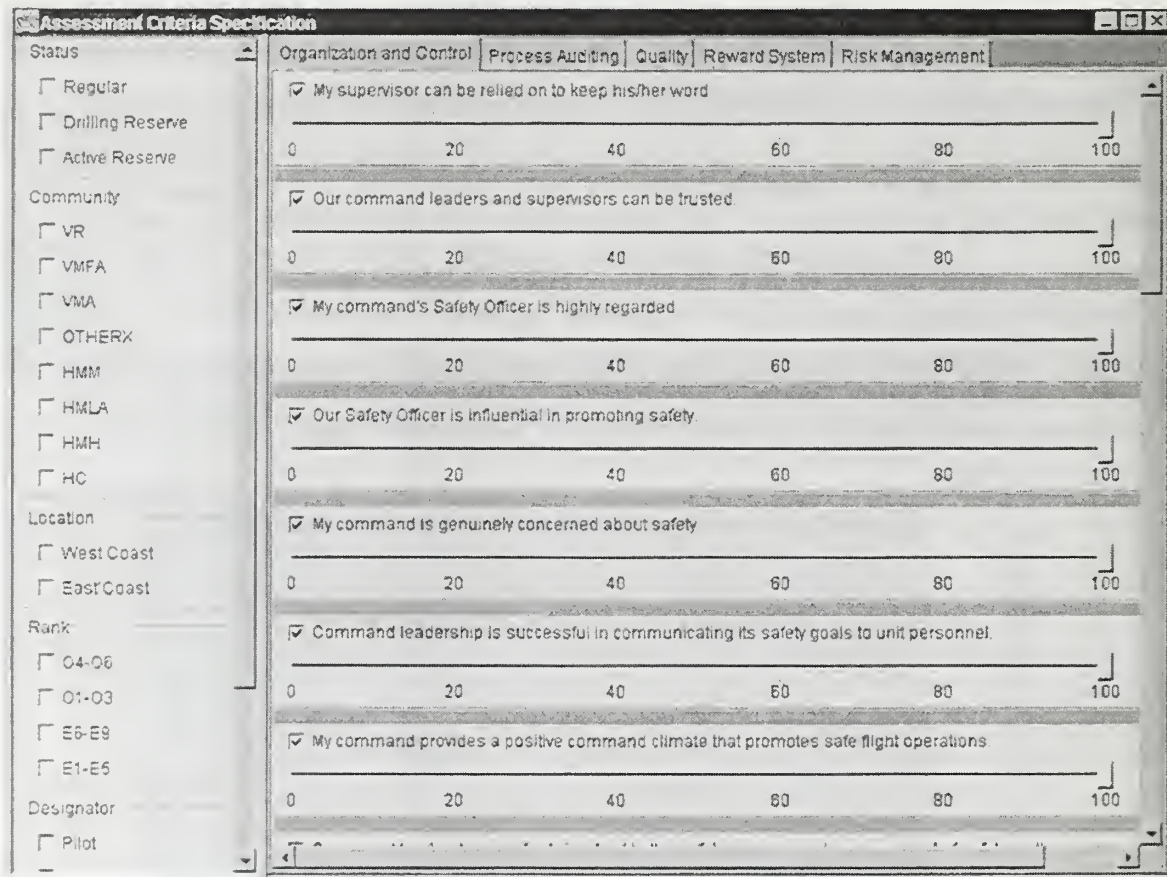 Assessment Criteria Specification
Status
Regular
Drilling Reserve
Active Reserve
Community
VR
VMFA
VMA
OTHERX
HMM
HMLA
HMH
HC
Location
West Coast
East Coast
Rank
O4-O6
O1-O3
E6-E9
E1-E5
Designator
Pilot
Organization and Control Process Auditing Quality Reward System Risk Management
My supervisor can be relied on to keep his/her word
0 20 40 60 80 100
Our command leaders and supervisors can be trusted.
0 20 40 60 80 100
My command's Safety Officer is highly regarded
0 20 40 60 80 100
Our Safety Officer is influential in promoting safety.
0 20 40 60 80 100
My command is genuinely concerned about safety
0 20 40 60 80 100
Command leadership is successful in communicating its safety goals to unit personnel.
0 20 40 60 80 100
My command provides a positive command climate that promotes safe flight operations
0 20 40 60 80 100